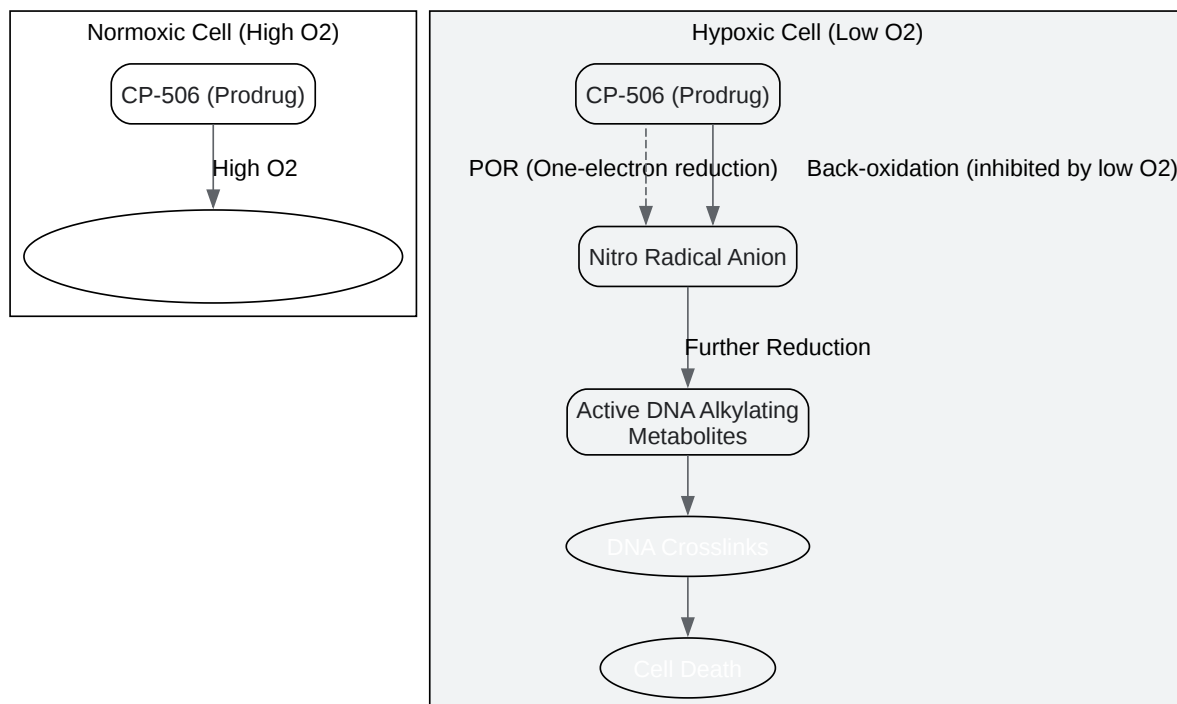 Normoxic Cell (High O2)
CP-506 (Prodrug)
High O2
Hypoxic Cell (Low O2)
CP-506 (Prodrug)
POR (One-electron reduction)
Back-oxidation (inhibited by low O2)
Nitro Radical Anion
Further Reduction
Active DNA Alkylating
Metabolites
DNA Crosslinks
Cell Death